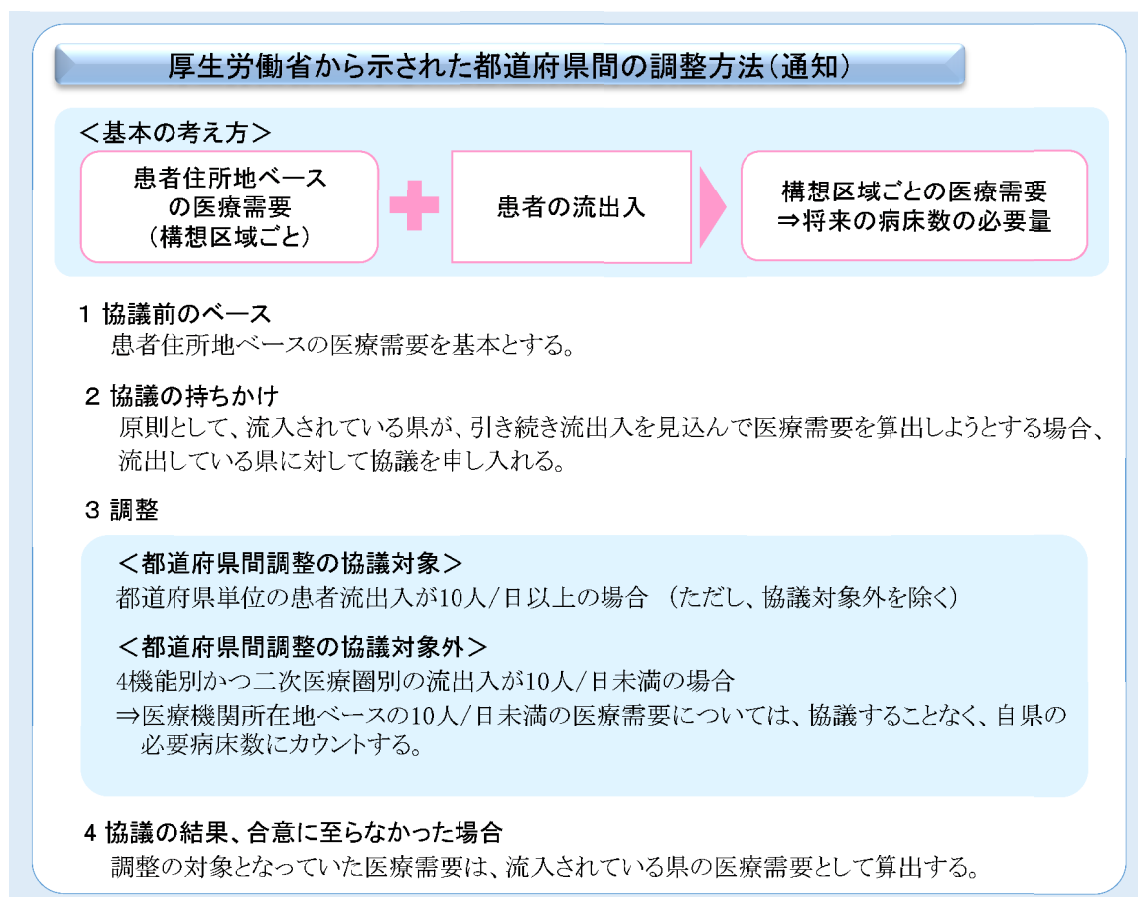 厚生労働省から示された都道府県間の調整方法(通知)
＜基本の考え方＞
患者住所地ベース
の医療需要
(構想区域ごと)
患者の流出入
構想区域ごとの医療需要
⇒将来の病床数の必要量
1 協議前のベース
患者住所地ベースの医療需要を基本とする。
2 協議の持ちかけ
原則として、流入されている県が、引き続き流出入を見込んで医療需要を算出しようとする場合、
流出している県に対して協議を申し入れる。
3 調整
＜都道府県間調整の協議対象＞
都道府県単位の患者流出入が10人/日以上の場合 (ただし、協議対象外を除く)
＜都道府県間調整の協議対象外＞
4機能別かつ二次医療圏別の流出入が10人/日未満の場合
⇒医療機関所在地ベースの10人/日未満の医療需要については、協議することなく、自県の
必要病床数にカウントする。
4 協議の結果、合意に至らなかった場合
調整の対象となっていた医療需要は、流入されている県の医療需要として算出する。